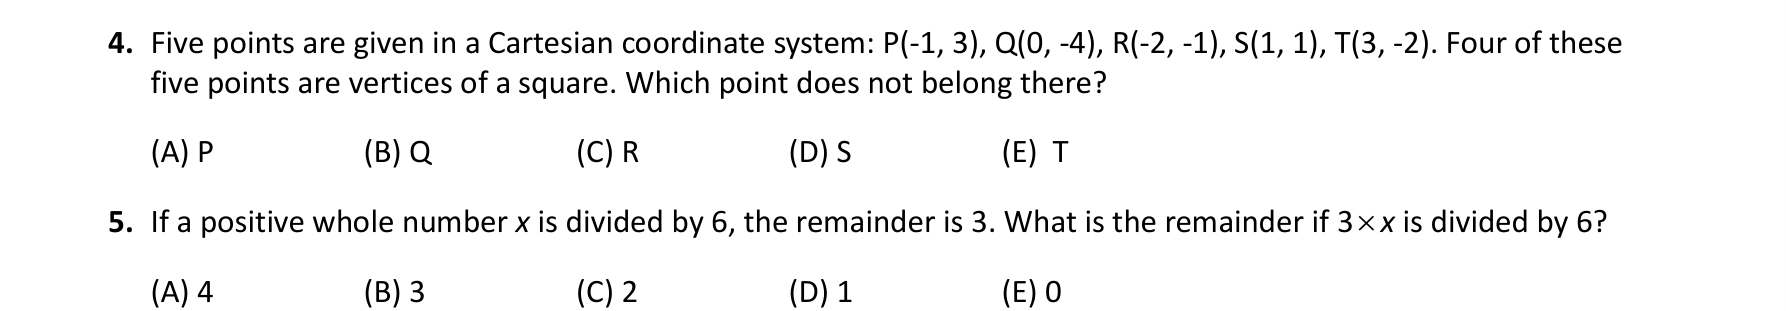 4. Five points are given in a Cartesian coordinate system: P(-1, 3), Q(0, -4), R(-2, -1), S(1, 1), T(3, -2). Four of these
five points are vertices of a square. Which point does not belong there?
(A) P (B) Q (C) R (D) S (E) T
5. If a positive whole number x is divided by 6, the remainder is 3. What is the remainder if 3×x is divided by 6?
(A) 4 (B) 3 (C) 2 (D) 1 (E) 0